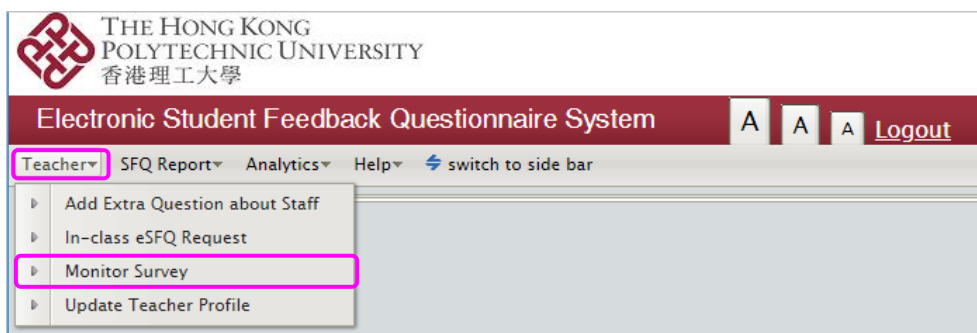 THE HONG KONG
POLYTECHNIC UNIVERSITY
香港理工大學
Electronic Student Feedback Questionnaire System A A A Logout
Teacher SFQ Report Analytics Help switch to side bar
Add Extra Question about Staff
In-class eSFQ Request
Monitor Survey
Update Teacher Profile